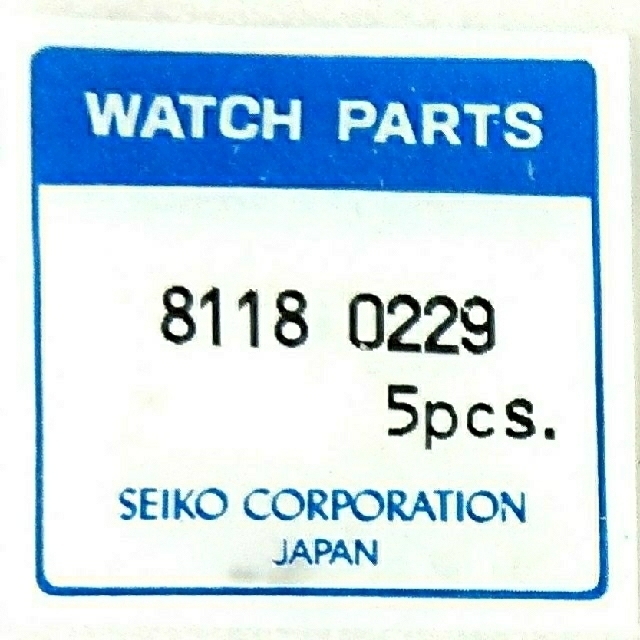 WATCH PARTS
8118 0229
5pcs.
SEIKO CORPORATION
JAPAN